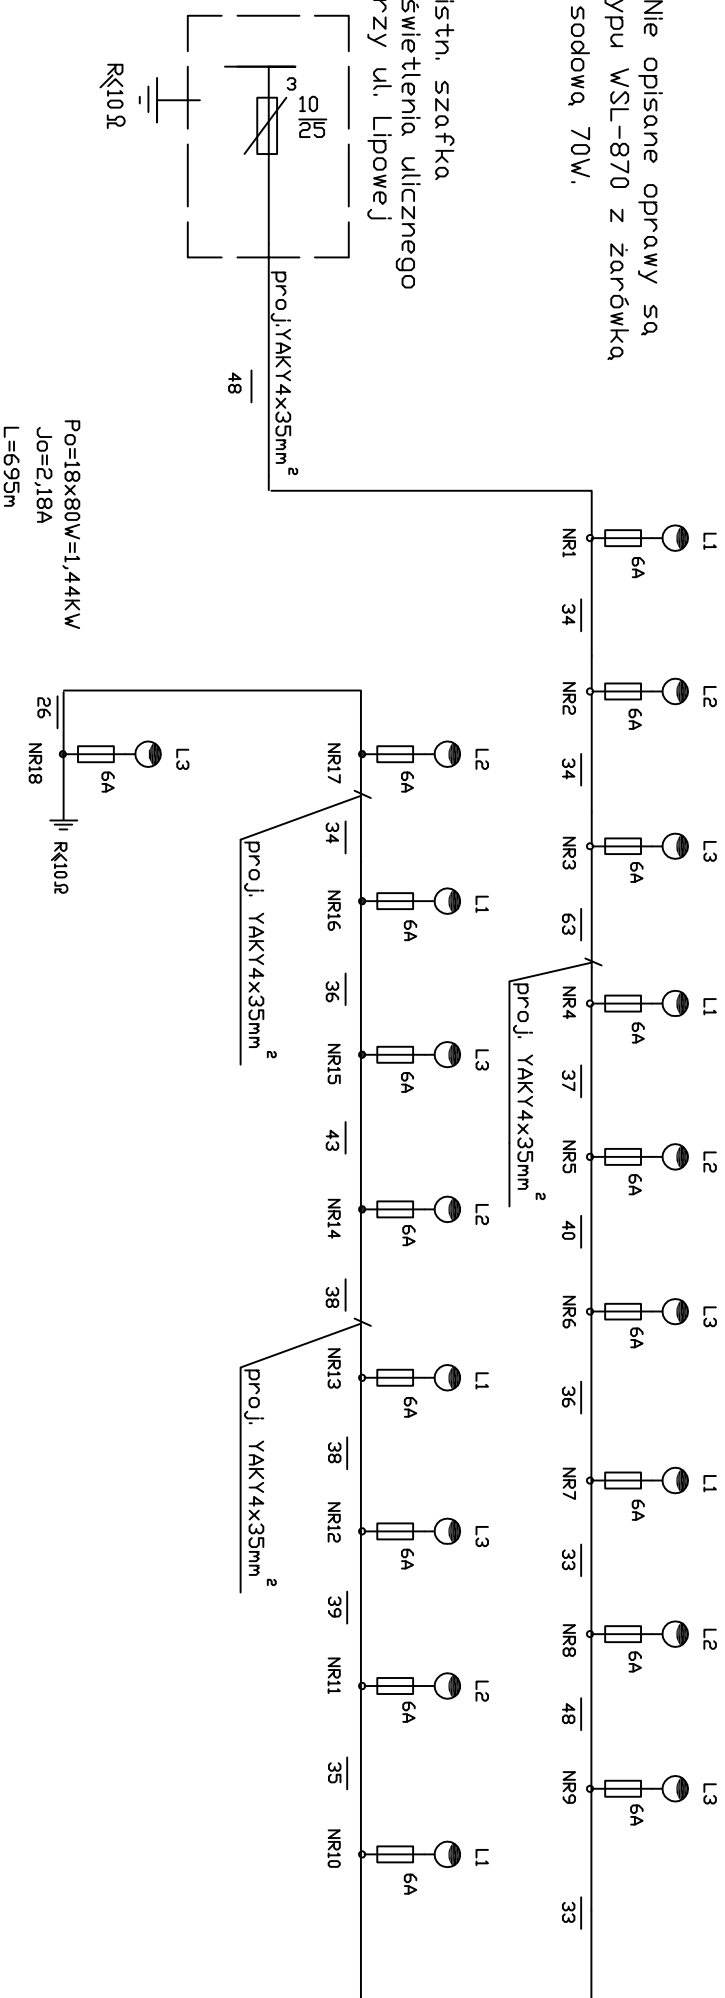 Nie opisane oprawy są
ypu WSL-870 z żarówką
sodową 70W.
istn. szafka
świetlenia ulicznego
rzy ul. Lipowej
3
10
25
R≤10Ω
proj.YAKY4x35mm²
48
Po=18x80W=1,44KW
Jo=2,18A
L=695m
L1
6A
NR1
34
L2
6A
NR2
34
L3
6A
NR3
63
proj. YAKY4x35mm²
L1
6A
NR4
37
L2
6A
NR5
40
L3
6A
NR6
36
L1
6A
NR7
33
L2
6A
NR8
48
L3
6A
NR9
33
L1
6A
NR10
35
L2
6A
NR11
39
L3
6A
NR12
38
L1
6A
NR13
proj. YAKY4x35mm²
38
L2
6A
NR14
43
L3
6A
NR15
36
L1
6A
NR16
34
proj. YAKY4x35mm²
L2
6A
NR17
26
L3
6A
NR18
R≤10Ω